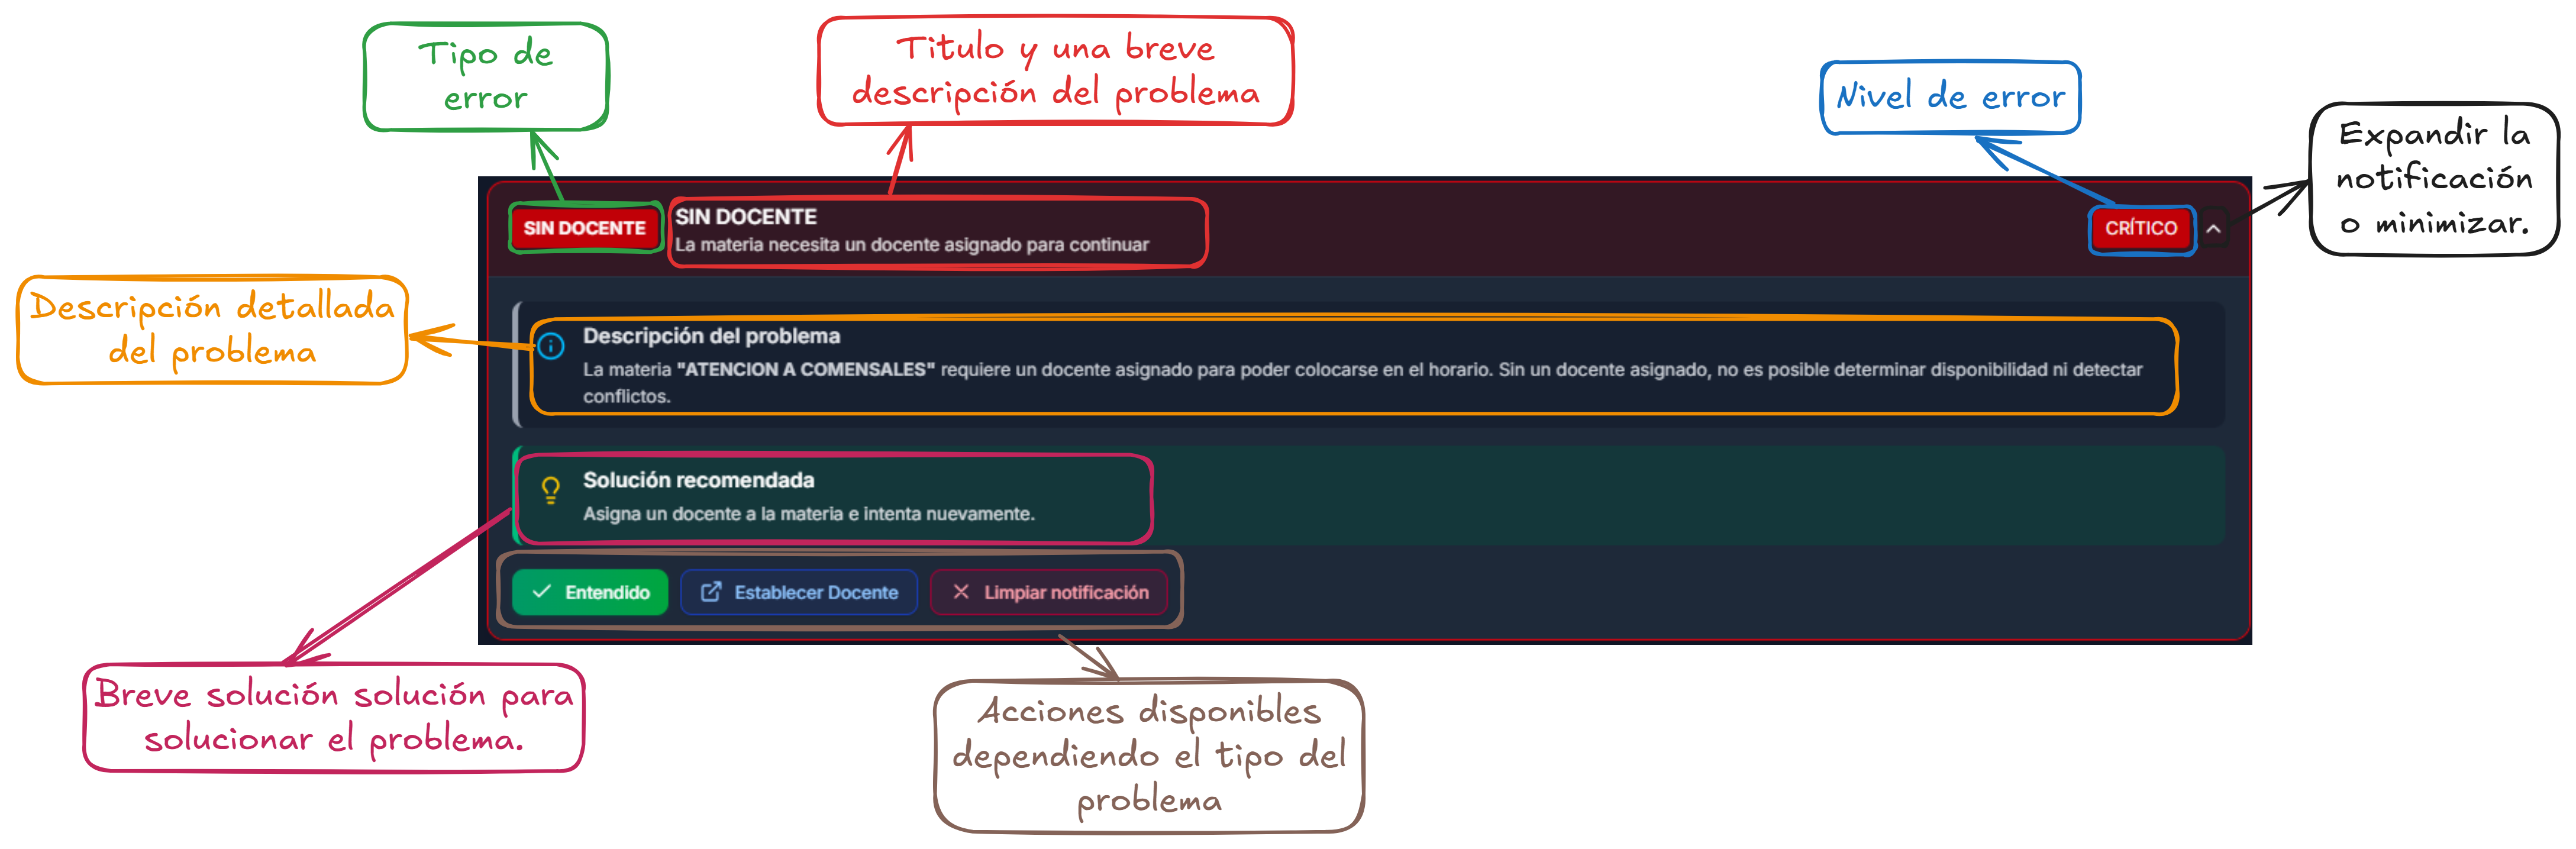 Tipo de
error
Titulo y una breve
descripción del problema
Nivel de error
Expandir la
notificación
o minimizar.
SIN DOCENTE
SIN DOCENTE
La materia necesita un docente asignado para continuar
CRÍTICO
Descripción detallada
del problema
Descripción del problema
La materia "ATENCION A COMENSALES" requiere un docente asignado para poder colocarse en el horario. Sin un docente asignado, no es posible determinar disponibilidad ni detectar
conflictos.
Solución recomendada
Asigna un docente a la materia e intenta nuevamente.
Entendido
Establecer Docente
Limpiar notificación
Breve solución solución para
solucionar el problema.
Acciones disponibles
dependiendo el tipo del
problema